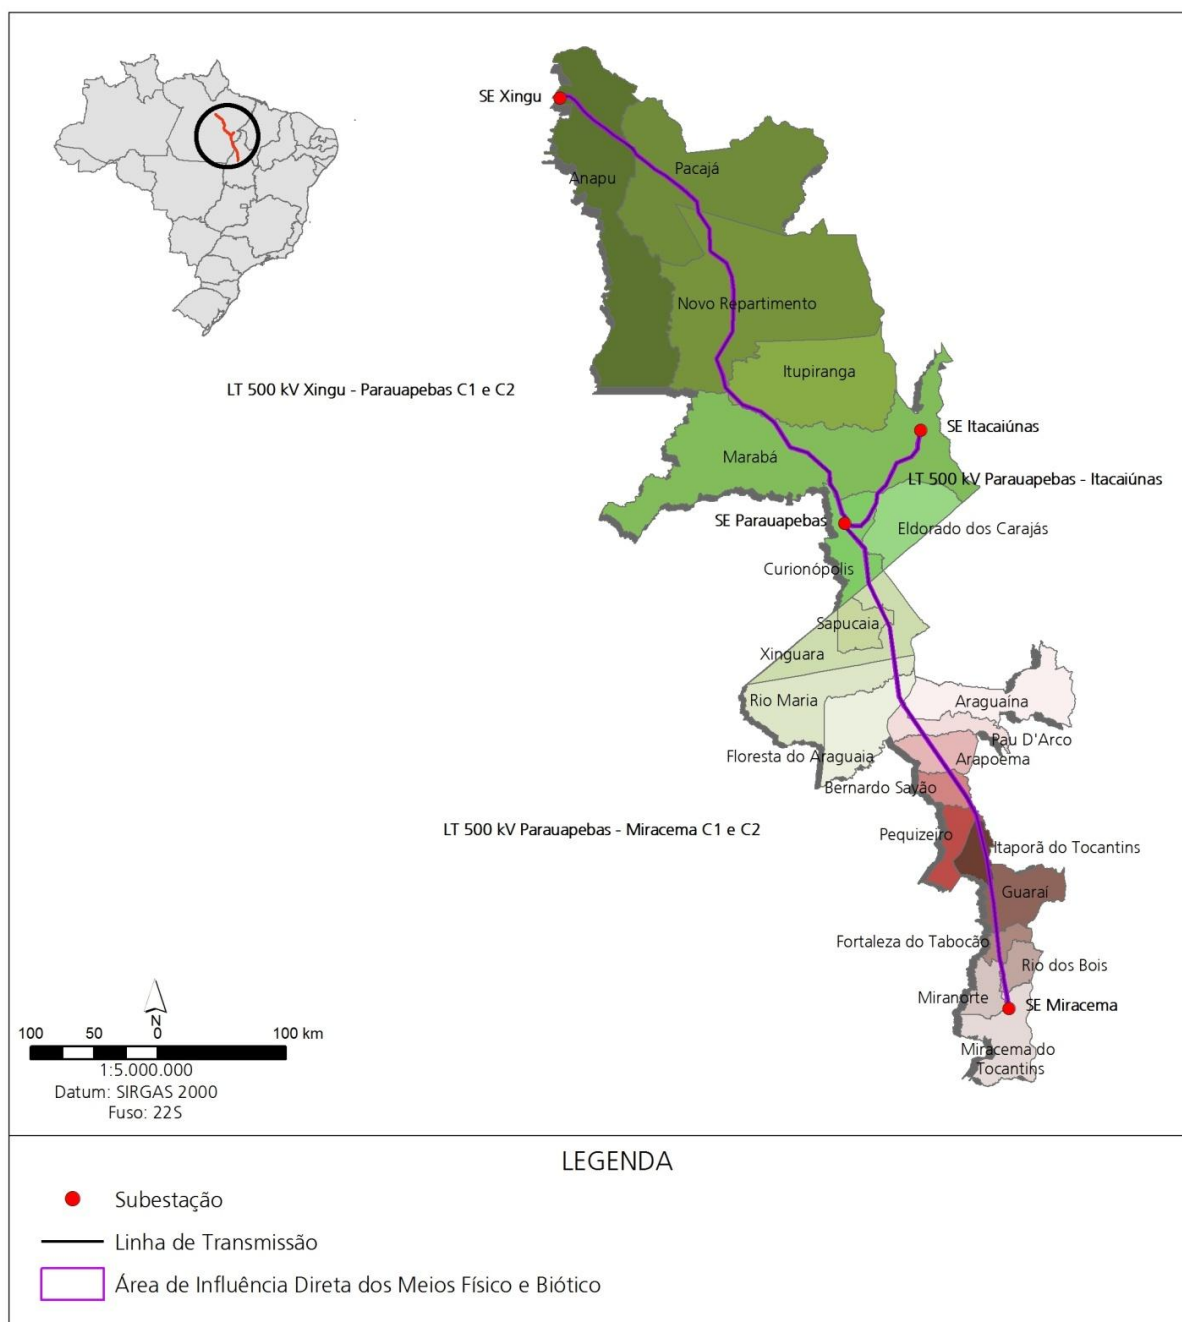 SE Xingu
Pacajá
Anapu
Novo Repartimento
Itupiranga
LT 500 kV Xingu - Parauapebas C1 e C2
SE Itacaiúnas
Marabá
LT 500 kV Parauapebas - Itacaiúnas
SE Parauapebas
Eldorado dos Carajás
Curionópolis
Sapucaia
Xinguara
Rio Maria
Araguaína
Pau D'Arco
Floresta do Araguaia
Arapoema
Bernardo Sayão
LT 500 kV Parauapebas - Miracema C1 e C2
Pequizeiro
Itaporã do Tocantins
Guaraí
Fortaleza do Tabocão
Rio dos Bois
Miranorte
SE Miracema
Miracema do
Tocantins
N
100 50 0 100 km
1:5.000.000
Datum: SIRGAS 2000
Fuso: 22S
LEGENDA
Subestação
Linha de Transmissão
Área de Influência Direta dos Meios Físico e Biótico